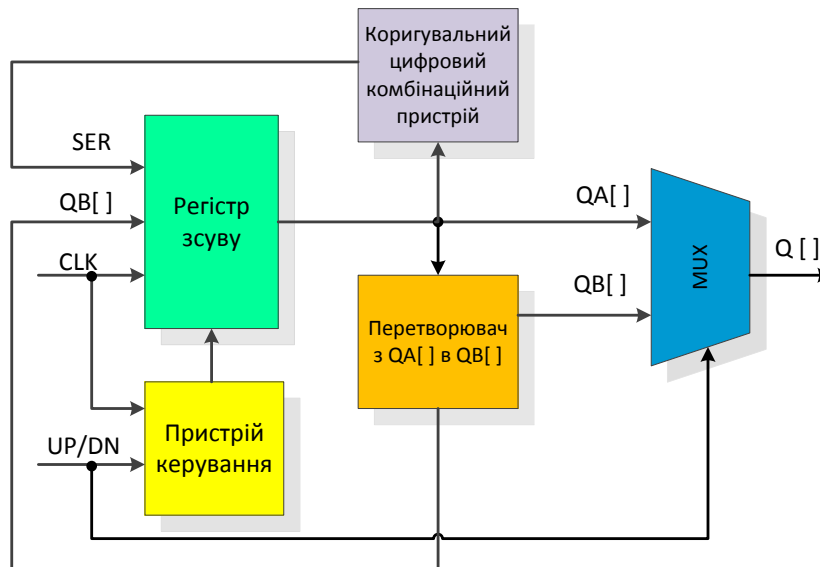 Коригувальний
цифровий
комбінаційний
пристрій
SER
QB[ ]
CLK
Регістр
зсуву
QA[ ]
QB[ ]
MUX
Q [ ]
Перетворювач
з QA[ ] в QB[ ]
UP/DN
Пристрій
керування